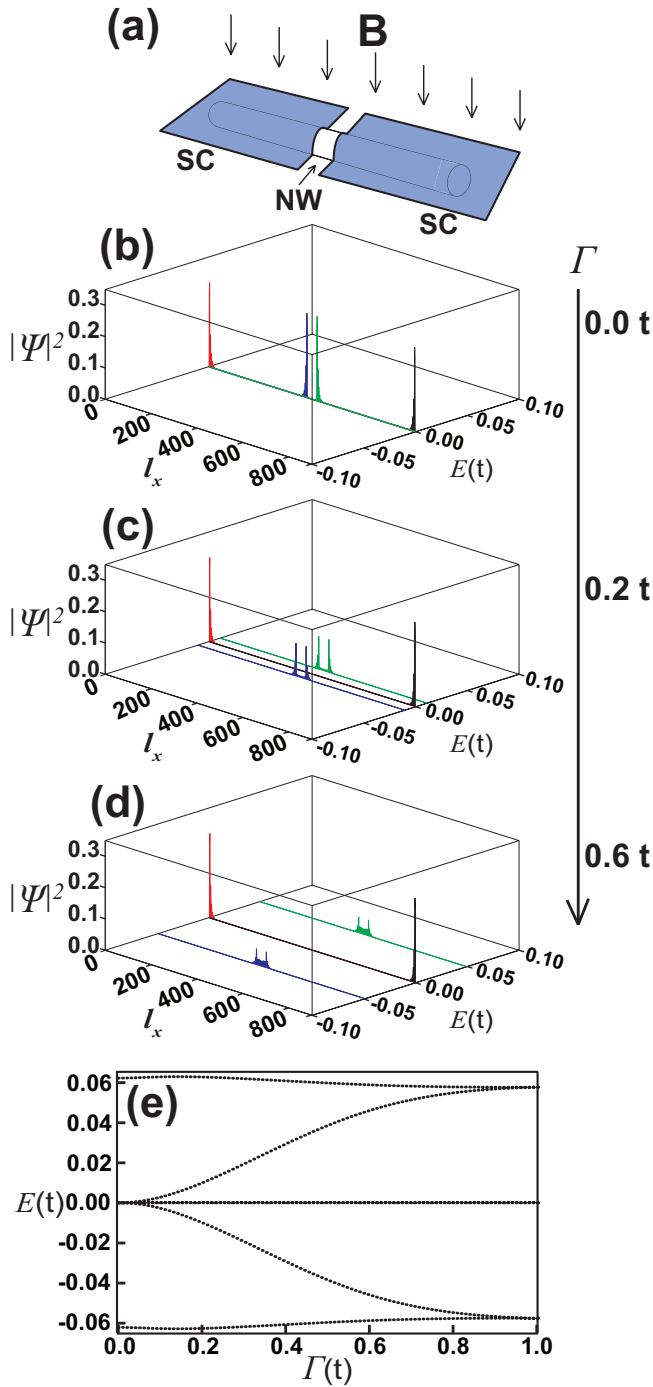 (a)
B
SC
NW
SC
(b)
Γ
0.3
0.2
0.1
0.0
|Ψ|²
0
200
400
600
800
l_x
-0.10
-0.05
0.00
0.05
0.10
E(t)
0.0 t
(c)
0.3
0.2
0.1
0.0
|Ψ|²
0
200
400
600
800
l_x
-0.10
-0.05
0.00
0.05
0.10
E(t)
0.2 t
(d)
0.3
0.2
0.1
0.0
|Ψ|²
0
200
400
600
800
l_x
-0.10
-0.05
0.00
0.05
0.10
E(t)
0.6 t
(e)
0.06
0.04
0.02
0.00
-0.02
-0.04
-0.06
E(t)
0.0 0.2 0.4 0.6 0.8 1.0
Γ(t)